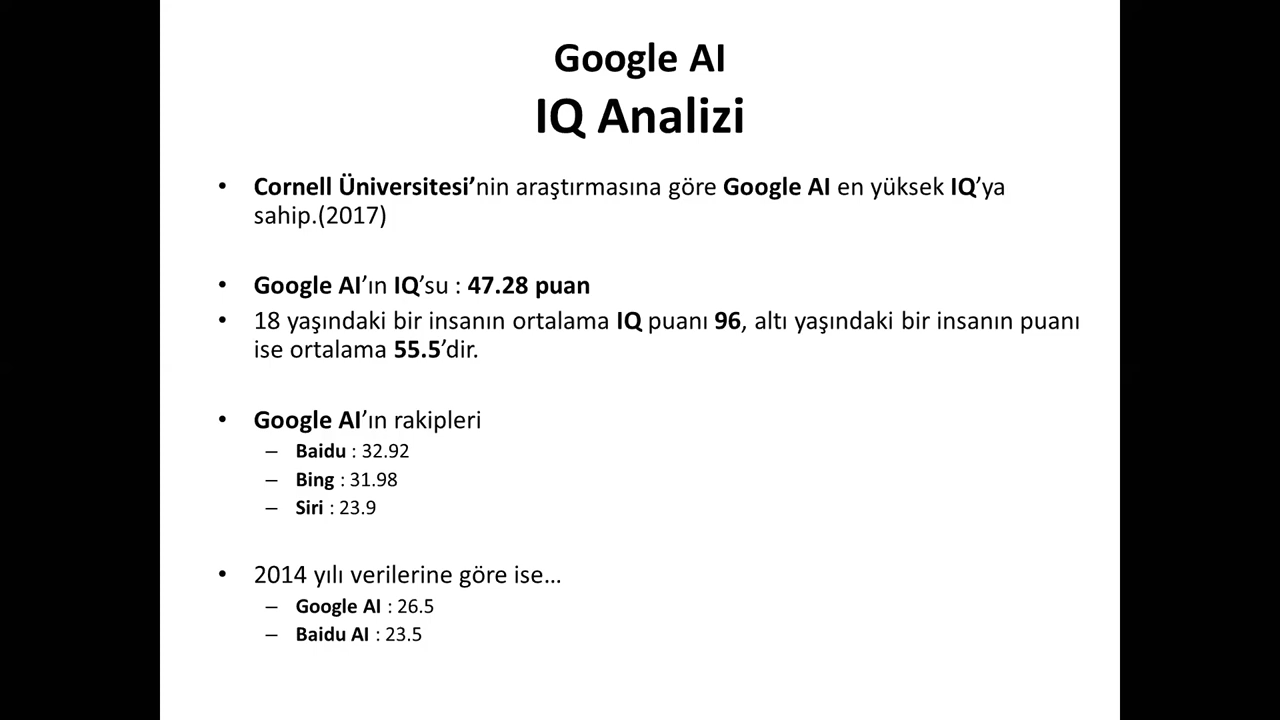 Google AI
IQ Analizi
• Cornell Üniversitesi’nin araştırmasına göre Google AI en yüksek IQ’ya
sahip.(2017)
• Google AI’ın IQ’su : 47.28 puan
• 18 yaşındaki bir insanın ortalama IQ puanı 96, altı yaşındaki bir insanın puanı
ise ortalama 55.5’dir.
• Google AI’ın rakipleri
– Baidu : 32.92
– Bing : 31.98
– Siri : 23.9
• 2014 yılı verilerine göre ise…
– Google AI : 26.5
– Baidu AI : 23.5